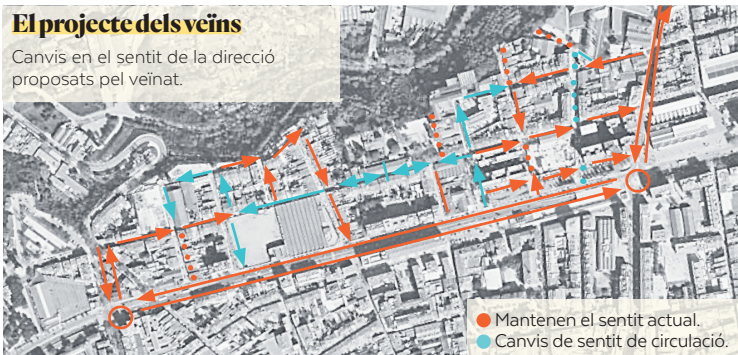 El projecte dels veïns
Canvis en el sentit de la direcció
proposats pel veïnat.
Mantenen el sentit actual.
Canvis de sentit de circulació.